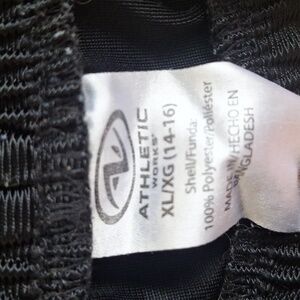 ATHLETIC
WORKS
XL/XG (14-16)
Shell/Funda:
100% Polyester/Poliéster
MADE IN/HECHO EN
BANGLADESH